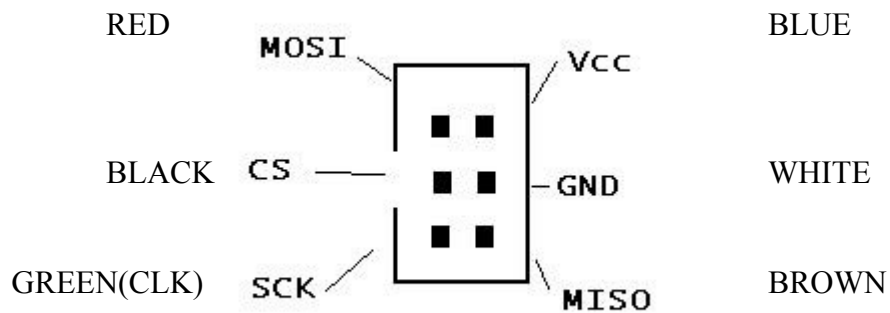 RED MOSI Vcc BLUE
BLACK CS GND WHITE
GREEN(CLK) SCK MISO BROWN